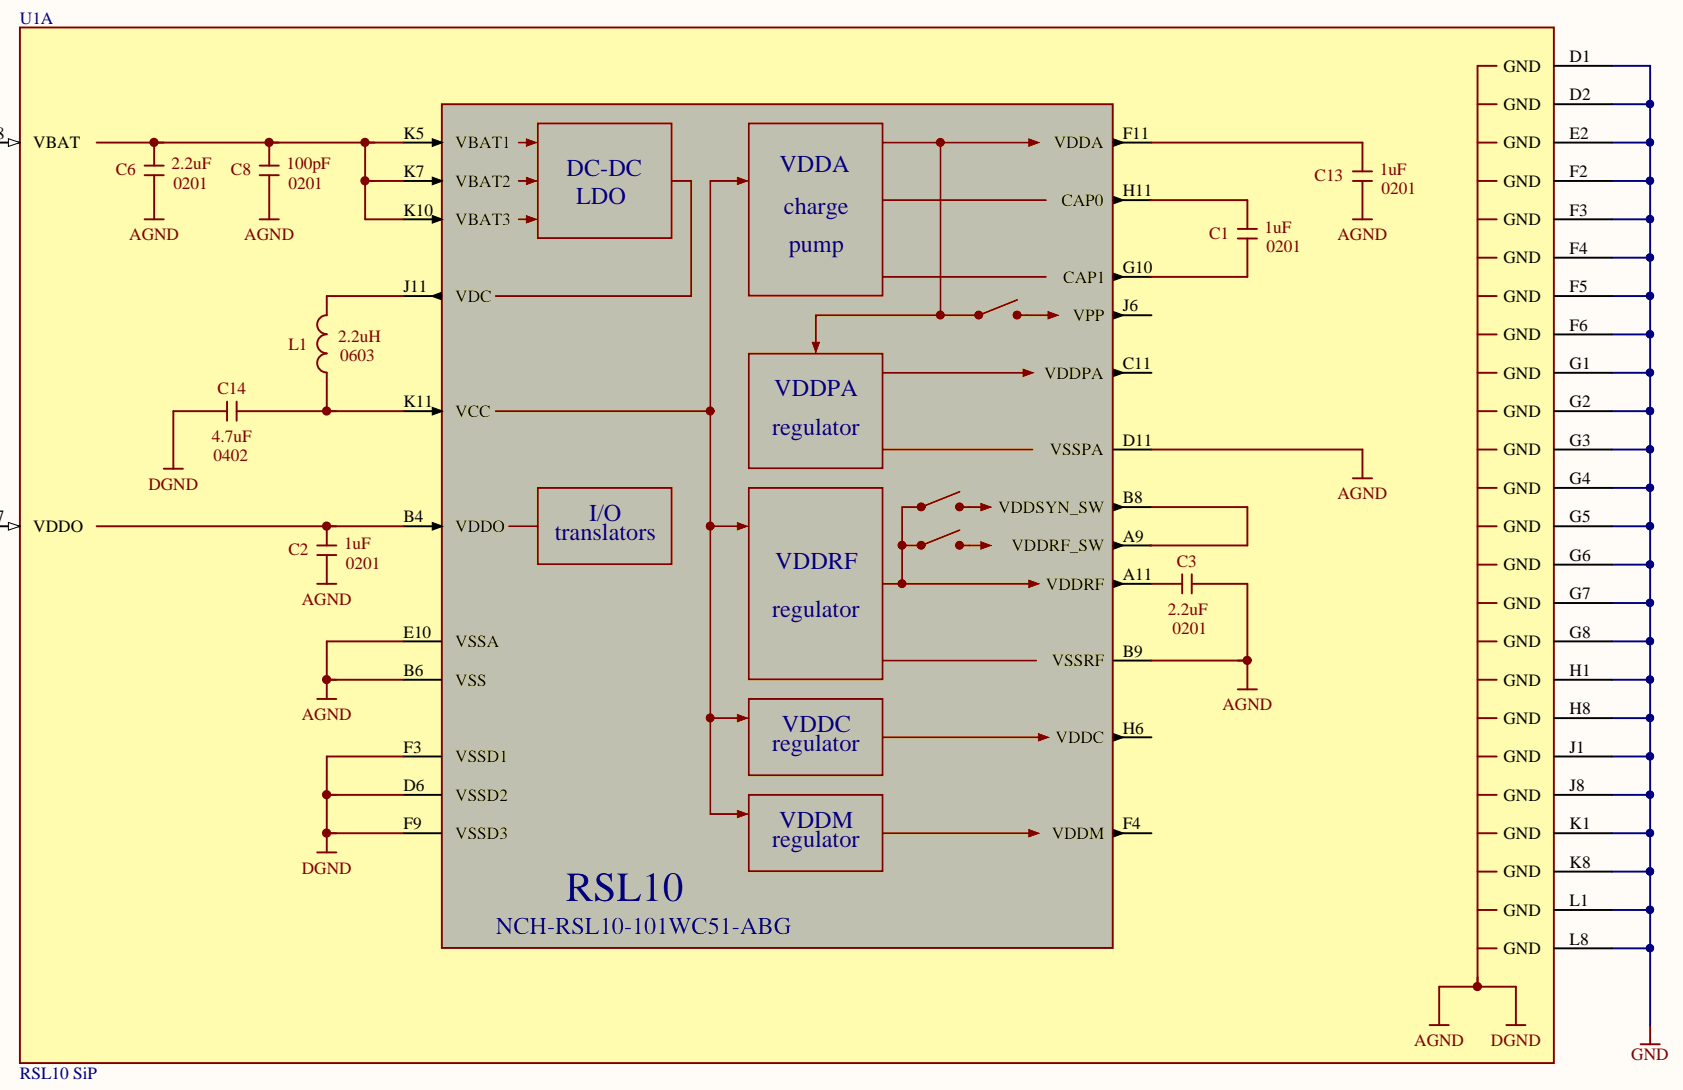 U1A
8
VBAT
C6
2.2uF
0201
AGND
C8
100pF
0201
AGND
K5
K7
K10
VBAT1
VBAT2
VBAT3
DC-DC
LDO
J11
VDC
L1
2.2uH
0603
C14
4.7uF
0402
DGND
K11
VCC
7
VDDO
C2
1uF
0201
AGND
B4
VDDO
I/O
translators
E10
VSSA
B6
VSS
AGND
F3
VSSD1
D6
VSSD2
F9
VSSD3
DGND
VDDA
charge
pump
VDDA
F11
CAP0
H11
CAP1
G10
VPP
J6
C13
1uF
0201
AGND
C1
1uF
0201
VDDPA
regulator
VDDPA
C11
VSSPA
D11
AGND
VDDRF
regulator
VDDSYN_SW
B8
VDDRF_SW
A9
VDDRF
A11
C3
2.2uF
0201
VSSRF
B9
AGND
VDDC
regulator
VDDC
H6
VDDM
regulator
VDDM
F4
RSL10
NCH-RSL10-101WC51-ABG
GND D1
GND D2
GND E2
GND F2
GND F3
GND F4
GND F5
GND F6
GND G1
GND G2
GND G3
GND G4
GND G5
GND G6
GND G7
GND G8
GND H1
GND H8
GND J1
GND J8
GND K1
GND K8
GND L1
GND L8
AGND
DGND
GND
RSL10 SiP